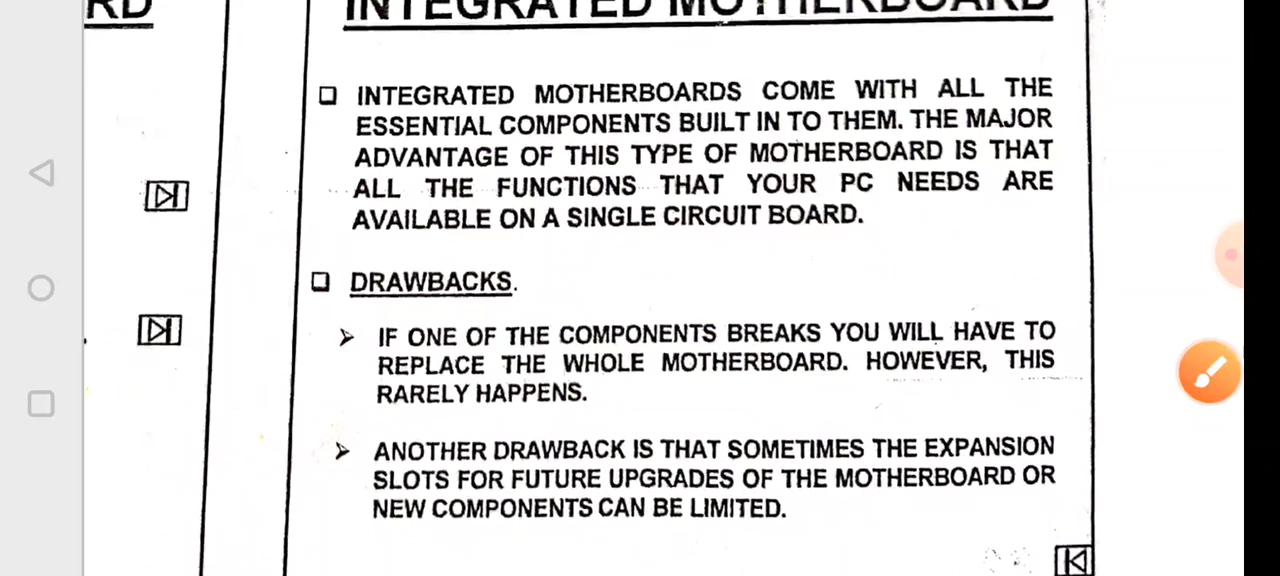 RD
INTEGRATED MOTHERBOARD
❑ INTEGRATED MOTHERBOARDS COME WITH ALL THE
ESSENTIAL COMPONENTS BUILT IN TO THEM. THE MAJOR
ADVANTAGE OF THIS TYPE OF MOTHERBOARD IS THAT
ALL THE FUNCTIONS THAT YOUR PC NEEDS ARE
AVAILABLE ON A SINGLE CIRCUIT BOARD.
❑ DRAWBACKS.
➢ IF ONE OF THE COMPONENTS BREAKS YOU WILL HAVE TO
REPLACE THE WHOLE MOTHERBOARD. HOWEVER, THIS
RARELY HAPPENS.
➢ ANOTHER DRAWBACK IS THAT SOMETIMES THE EXPANSION
SLOTS FOR FUTURE UPGRADES OF THE MOTHERBOARD OR
NEW COMPONENTS CAN BE LIMITED.